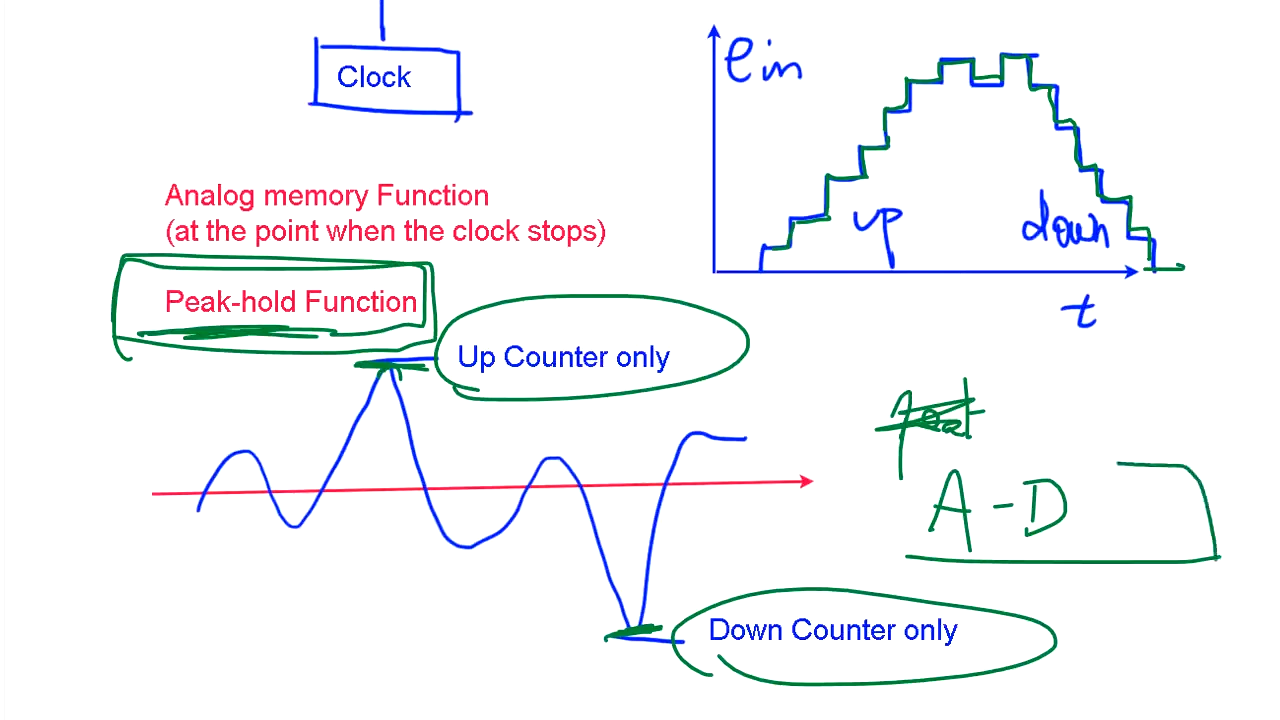 Clock
e in
Analog memory Function
(at the point when the clock stops)
up
down
Peak-hold Function
t
Up Counter only
A-D
Down Counter only